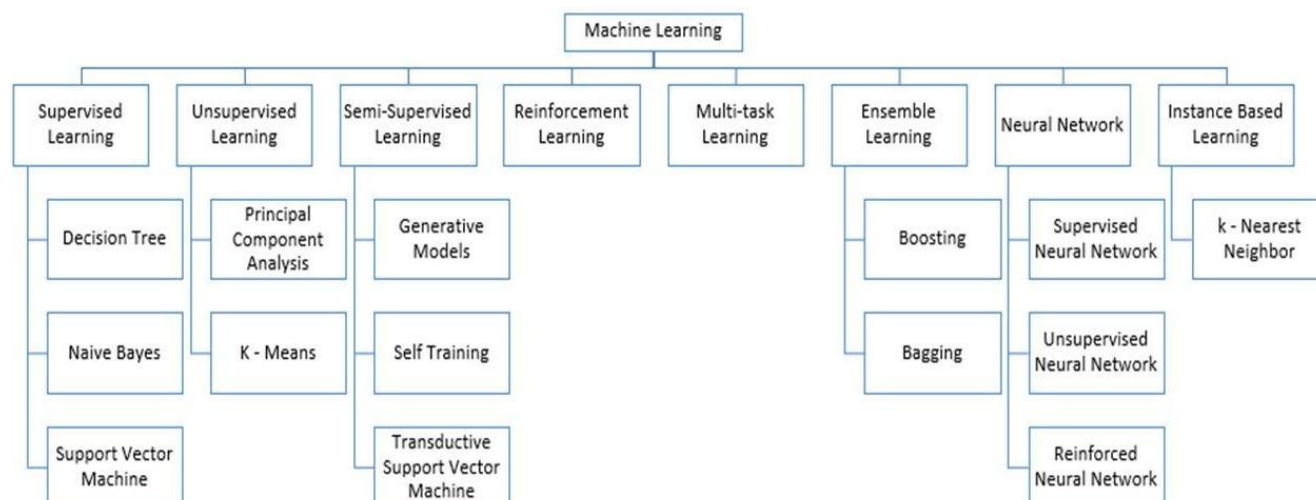 Machine Learning
Supervised
Learning
Unsupervised
Learning
Semi-Supervised
Learning
Reinforcement
Learning
Multi-task
Learning
Ensemble
Learning
Neural Network
Instance Based
Learning
Decision Tree
Naive Bayes
Support Vector
Machine
Principal
Component
Analysis
K - Means
Generative
Models
Self Training
Transductive
Support Vector
Machine
Boosting
Bagging
Supervised
Neural Network
Unsupervised
Neural Network
Reinforced
Neural Network
k - Nearest
Neighbor